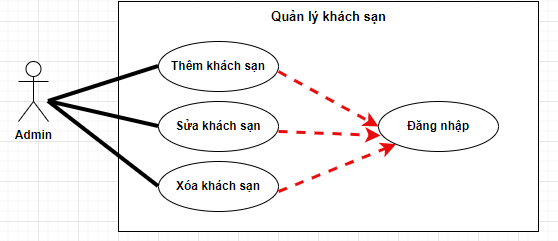 Quản lý khách sạn
Thêm khách sạn
Admin
Sửa khách sạn
Đăng nhập
Xóa khách sạn